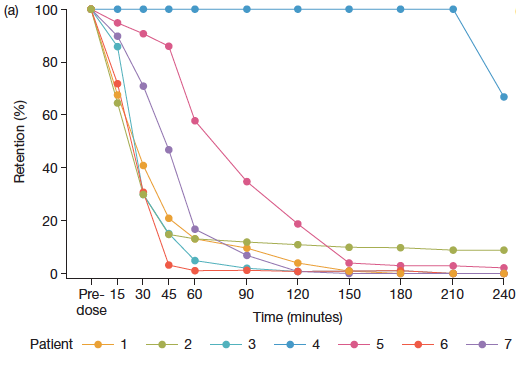 (a)
100
80
60
40
20
0
Retention (%)
Pre-dose 15 30 45 60 90 120 150 180 210 240
Time (minutes)
Patient 1 2 3 4 5 6 7